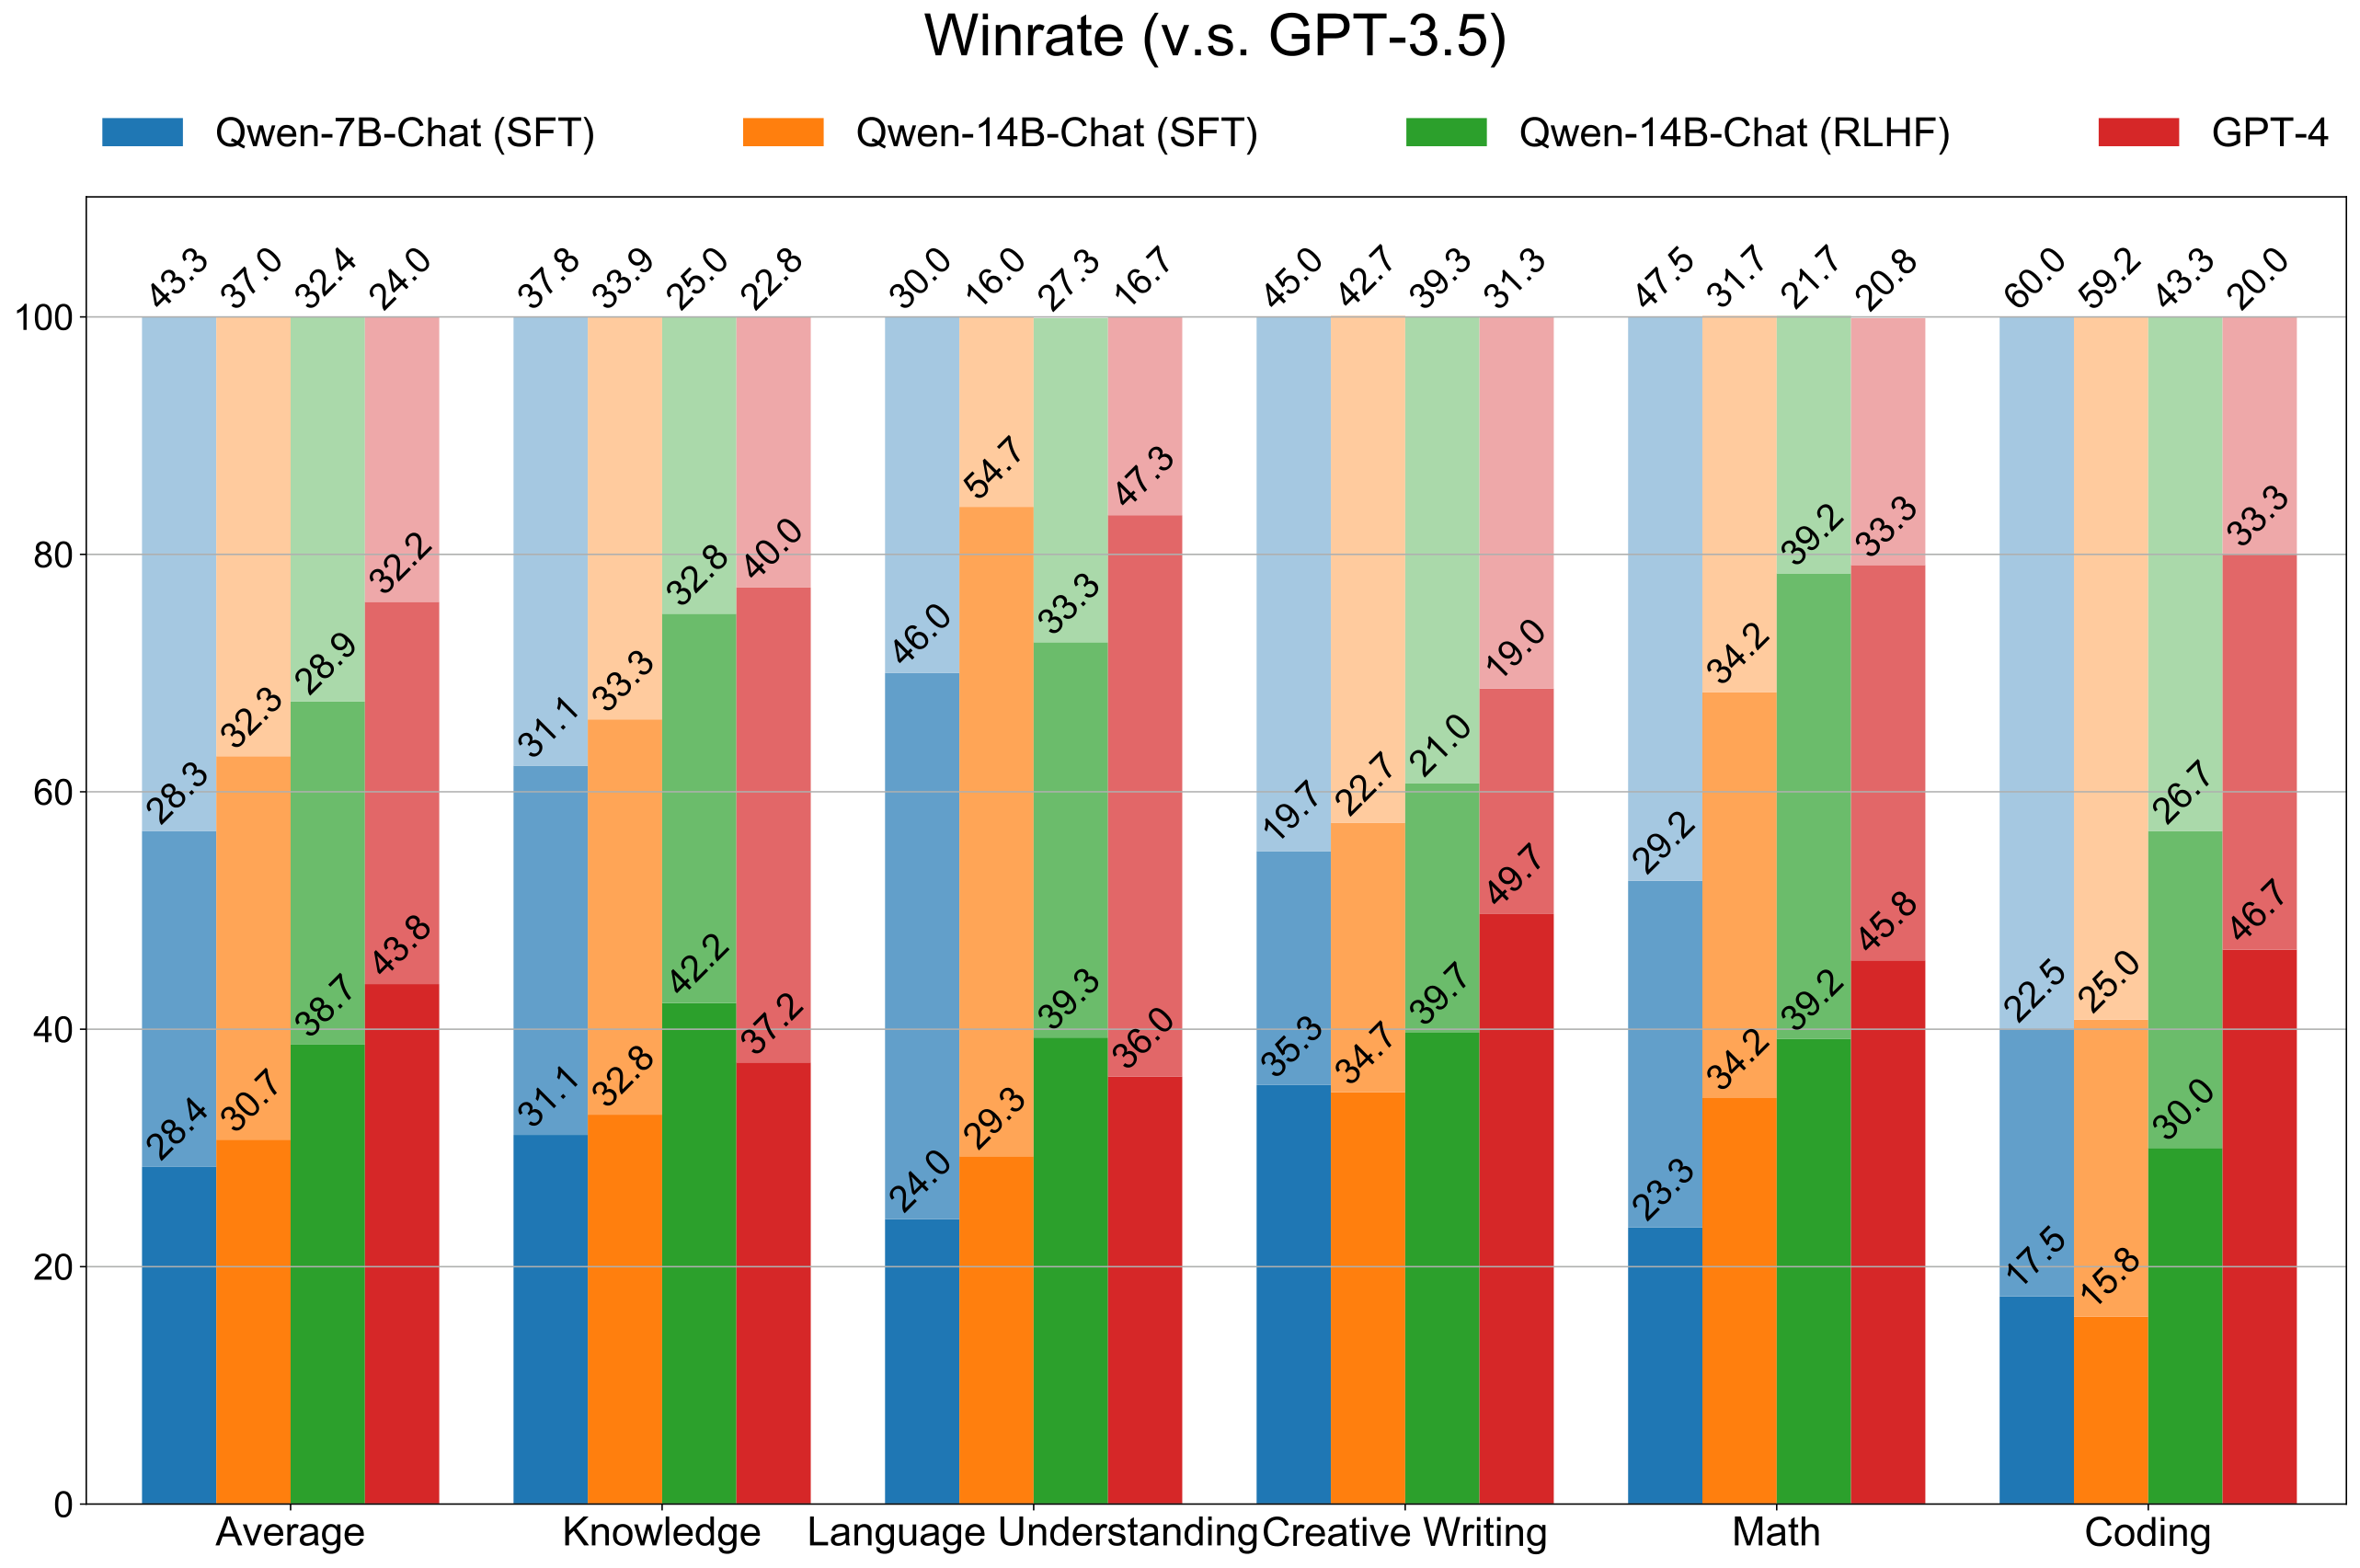 Winrate (v.s. GPT-3.5)
Qwen-7B-Chat (SFT) Qwen-14B-Chat (SFT) Qwen-14B-Chat (RLHF) GPT-4
43.3 37.0 32.4 24.0 37.8 33.9 25.0 22.8 30.0 16.0 27.3 16.7 45.0 42.7 39.3 31.3 47.5 31.7 21.7 20.8 60.0 59.2 43.3 20.0
28.3 32.3 28.9 32.2 31.1 33.3 32.8 40.0 46.0 54.7 33.3 47.3 19.7 22.7 21.0 19.0 29.2 34.2 39.2 33.3 22.5 25.0 26.7 33.3
28.4 30.7 38.7 43.8 31.1 32.8 42.2 37.2 24.0 29.3 39.3 36.0 35.3 34.7 39.7 49.7 23.3 34.2 39.2 45.8 17.5 15.8 30.0 46.7
100
80
60
40
20
0
Average Knowledge Language Understanding Creative Writing Math Coding